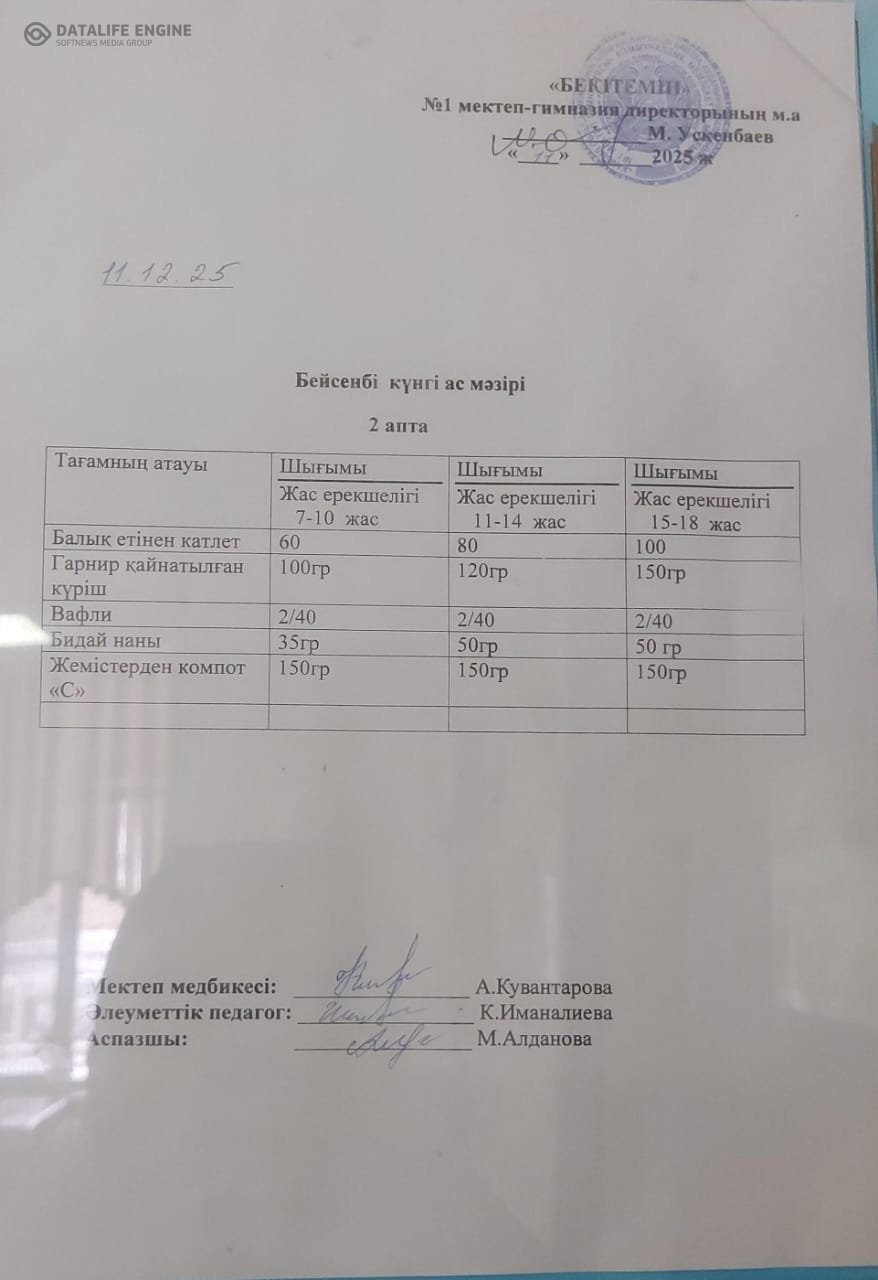 DATALIFE ENGINE
SOFTNEWS MEDIA GROUP
«БЕКІТЕМІН»
№1 мектеп-гимназия директорының м.а
М. Ускенбаев
«11» 2025 ж
11.12.25
Бейсенбі күнгі ас мәзірі
2 апта
Тағамның атауы Шығымы Шығымы Шығымы
Жас ерекшелігі Жас ерекшелігі Жас ерекшелігі
7-10 жас 11-14 жас 15-18 жас
Балық етінен катлет 60 80 100
Гарнир қайнатылған 100гр 120гр 150гр
күріш
Вафли 2/40 2/40 2/40
Бидай наны 35гр 50гр 50 гр
Жемістерден компот 150гр 150гр 150гр
«С»
Мектеп медбикесі: А.Кувантарова
Әлеуметтік педагог: К.Иманалиева
Аспазшы: М.Алданова